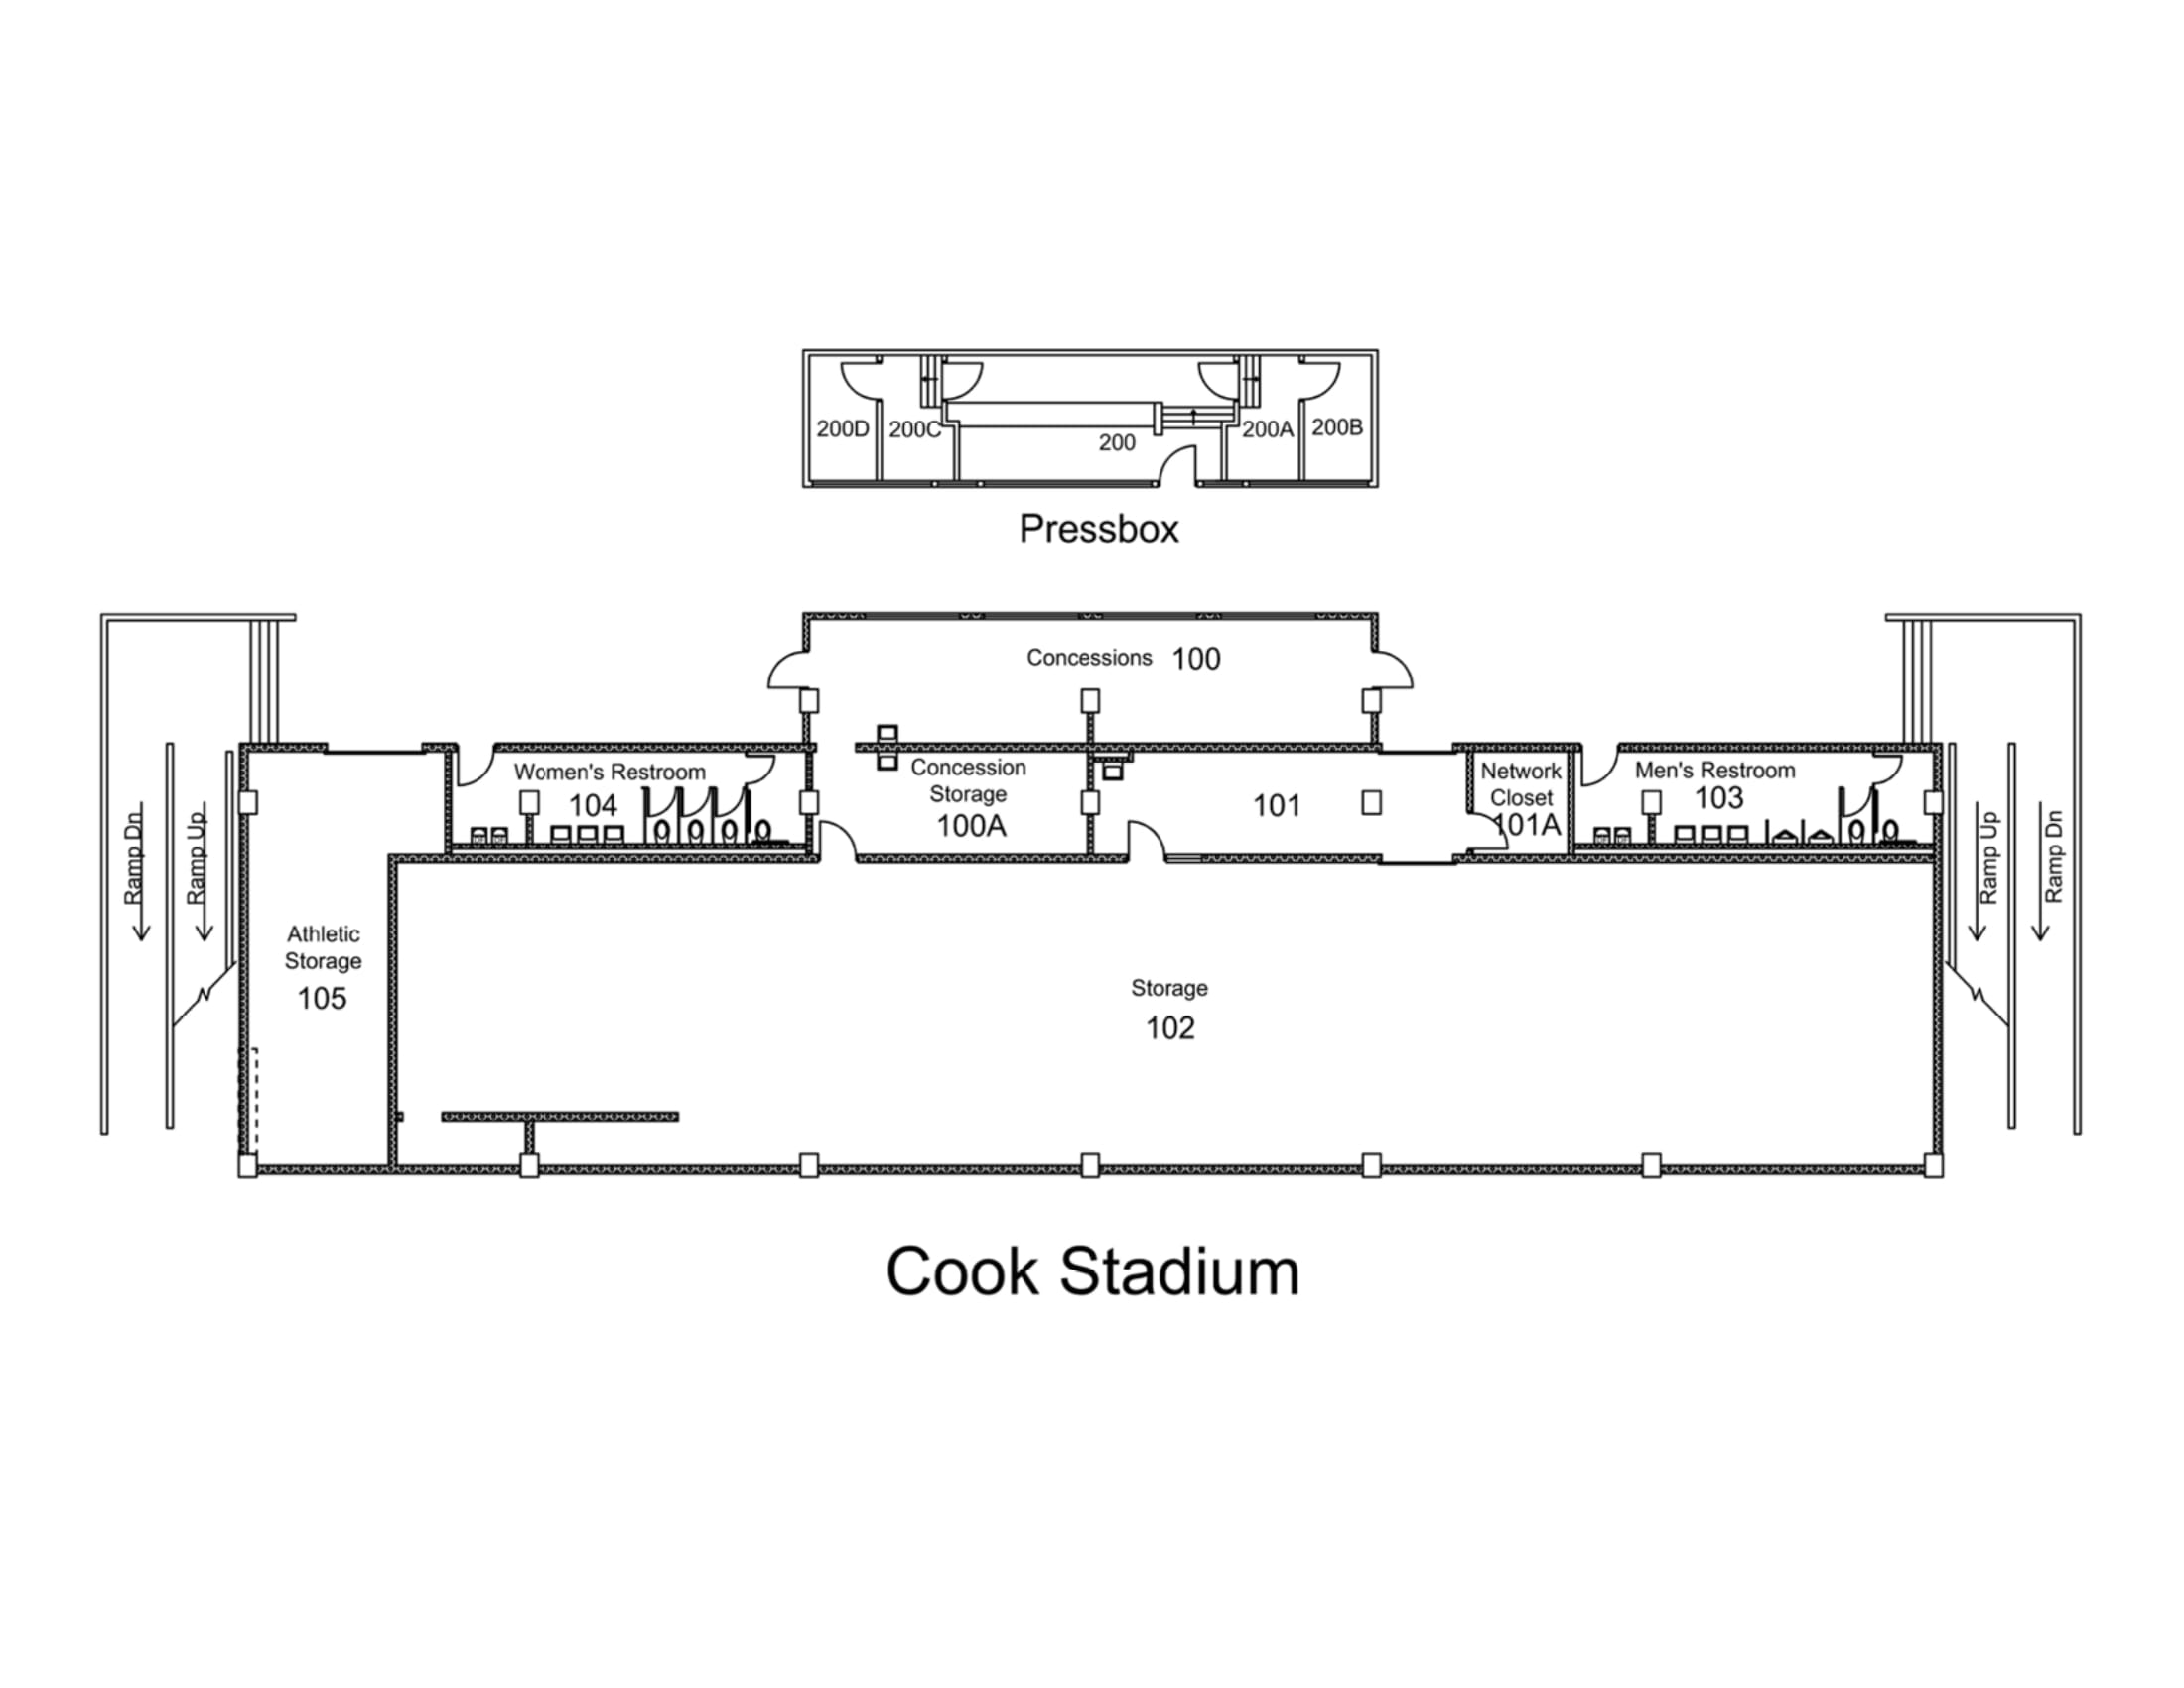 200D
200C
200
200A
200B
Pressbox
Concessions 100
Women's Restroom
104
Concession
Storage
100A
101
Network
Closet
101A
Men's Restroom
103
Ramp Dn
Ramp Up
Ramp Up
Ramp Dn
Athletic
Storage
105
Storage
102
Cook Stadium